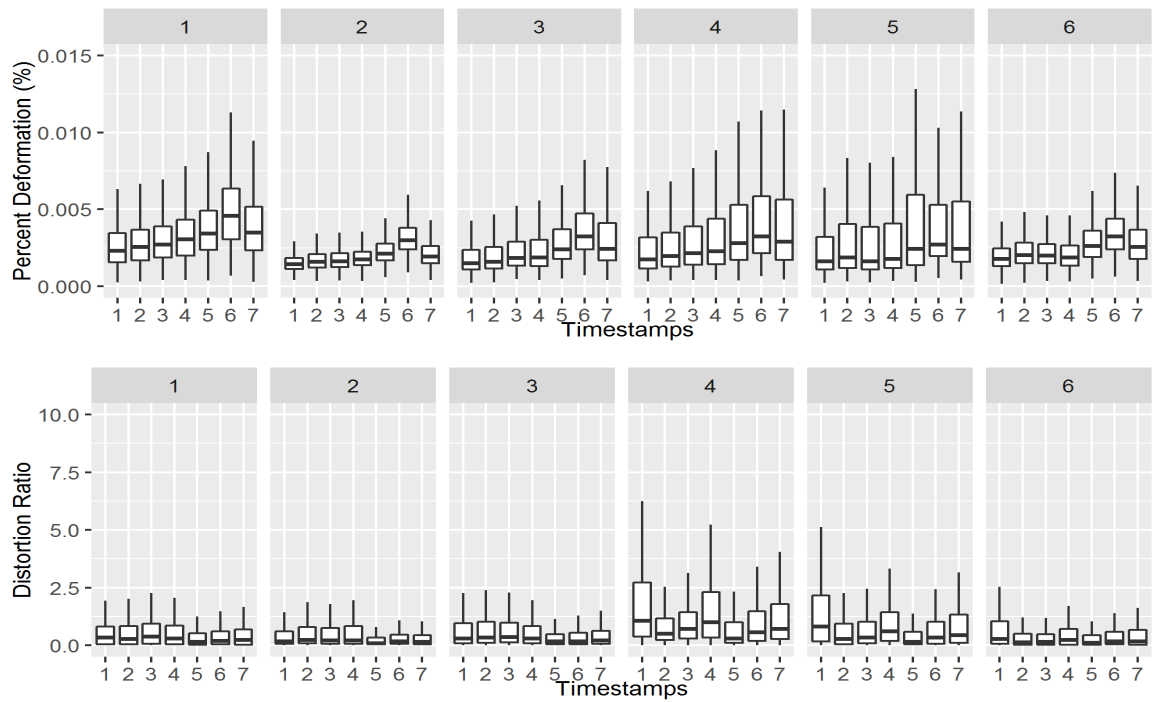 1 2 3 4 5 6
Percent Deformation (%)
0.015
0.010
0.005
0.000
1 2 3 4 5 6 7 1 2 3 4 5 6 7 1 2 3 4 5 6 7 1 2 3 4 5 6 7 1 2 3 4 5 6 7 1 2 3 4 5 6 7
Timestamps
1 2 3 4 5 6
Distortion Ratio
10.0
7.5
5.0
2.5
0.0
1 2 3 4 5 6 7 1 2 3 4 5 6 7 1 2 3 4 5 6 7 1 2 3 4 5 6 7 1 2 3 4 5 6 7 1 2 3 4 5 6 7
Timestamps